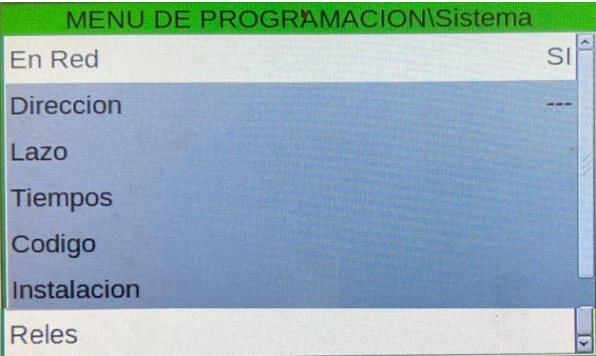 MENU DE PROGRAMACION\Sistema
En Red SI
Direccion ---
Lazo
Tiempos
Codigo
Instalacion
Reles